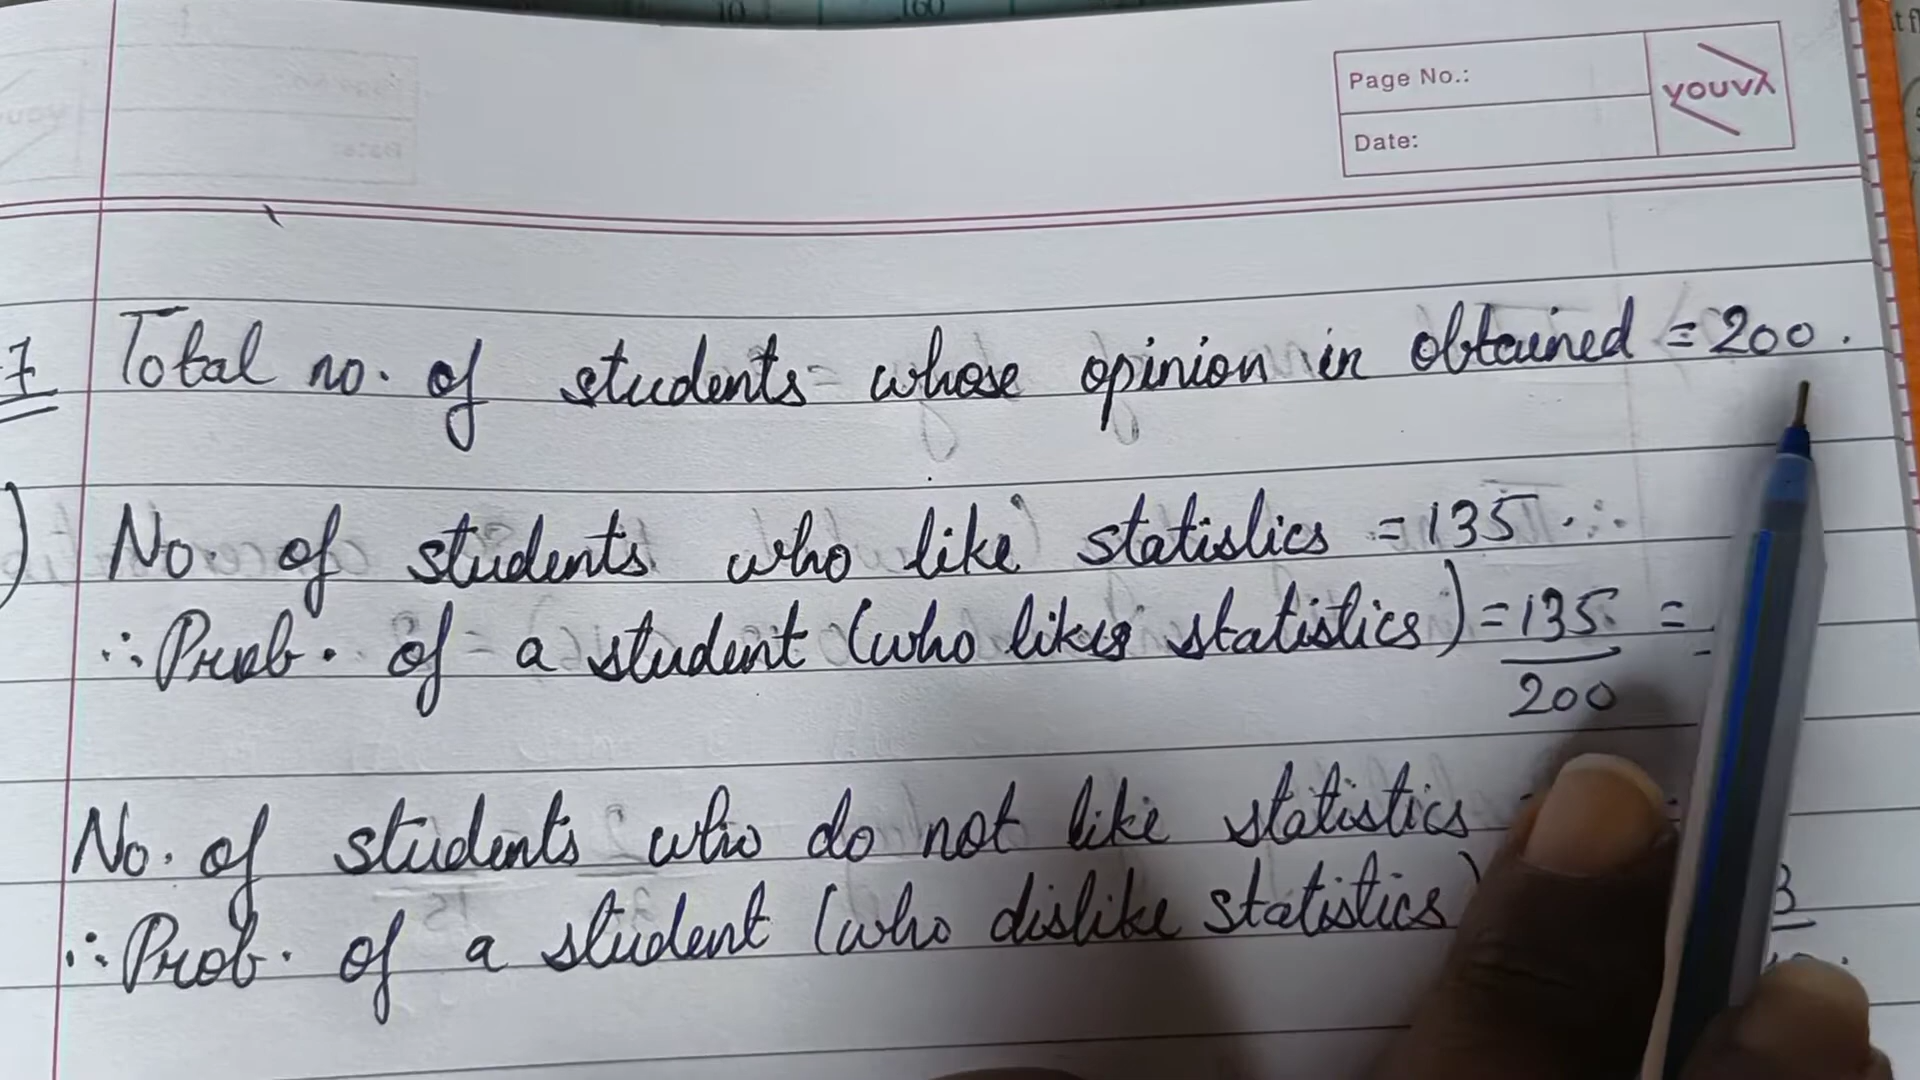 10 160
Page No.:
youva
Date:
7 Total no. of students whose opinion in obtained = 200.
) No. of students who like statistics = 135
∴ Prob. of a student (who likes statistics) = 135/200 =
No. of students who do not like statistics
∴ Prob. of a student (who dislike statistics)